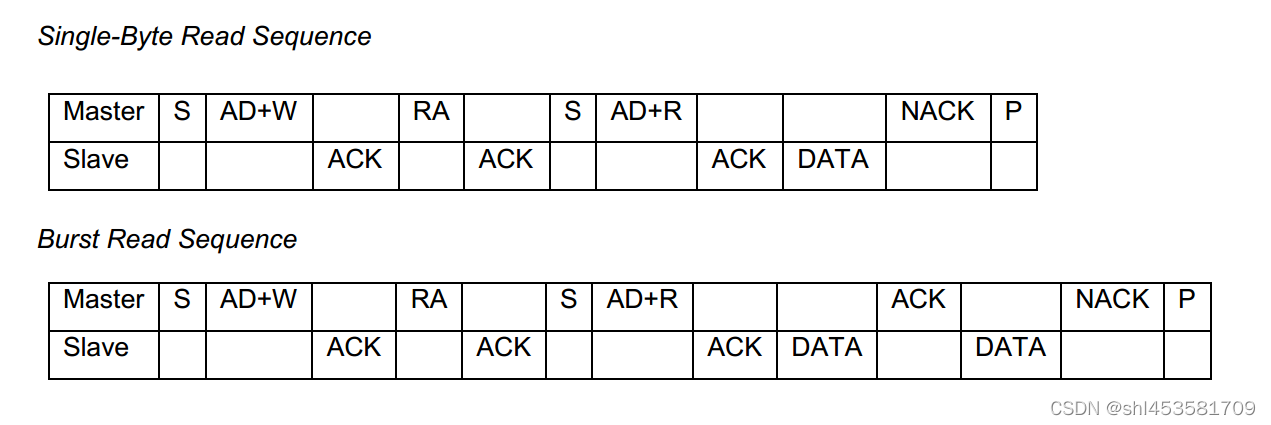 Single-Byte Read Sequence
Master S AD+W RA S AD+R NACK P
Slave ACK ACK ACK DATA
Burst Read Sequence
Master S AD+W RA S AD+R ACK NACK P
Slave ACK ACK ACK DATA DATA
CSDN @shl453581709